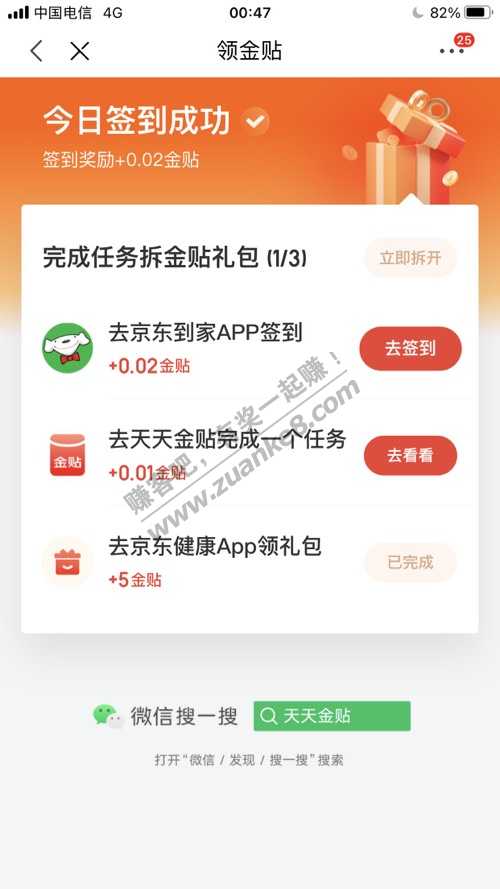 中国电信 4G 00:47 82%
领金贴
25
今日签到成功
签到奖励+0.02金贴
完成任务拆金贴礼包 (1/3)
立即拆开
去京东到家APP签到
+0.02金贴
去签到
去天天金贴完成一个任务
+0.01金贴
金贴
去看看
赚客吧，有奖一起赚！
www.zuanke8.com
去京东健康App领礼包
+5金贴
已完成
微信搜一搜
天天金贴
打开“微信 / 发现 / 搜一搜”搜索